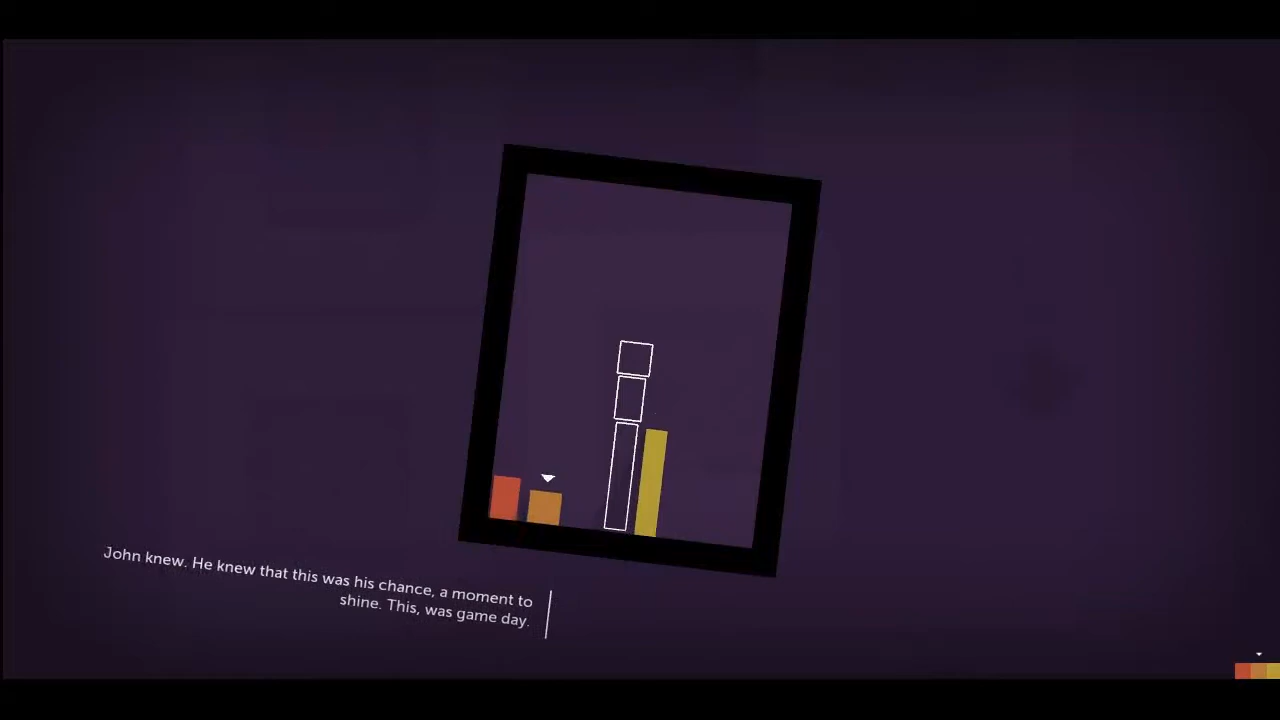 John knew. He knew that this was his chance, a moment to
shine. This, was game day.